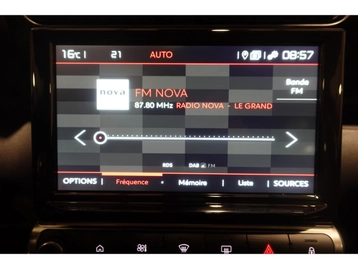 16°C 21 AUTO 08:57
nova
FM NOVA
87.80 MHz RADIO NOVA - LE GRAND
Bande
FM
RDS DAB FM
OPTIONS Fréquence Mémoire Liste SOURCES